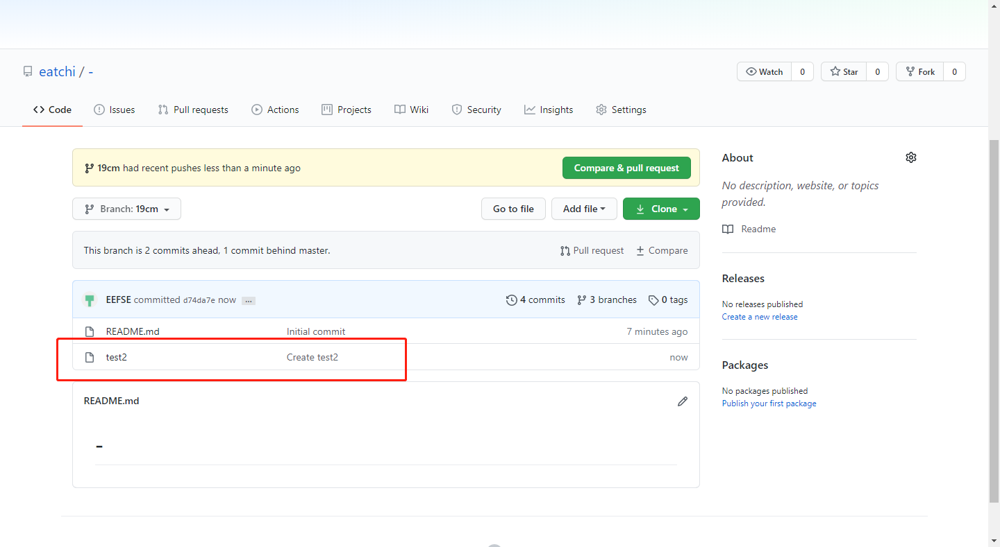 eatchi / -
Watch 0 Star 0 Fork 0
Code Issues Pull requests Actions Projects Wiki Security Insights Settings
19cm had recent pushes less than a minute ago Compare & pull request
Branch: 19cm Go to file Add file Clone
This branch is 2 commits ahead, 1 commit behind master. Pull request Compare
EEFSE committed d74da7e now ... 4 commits 3 branches 0 tags
README.md Initial commit 7 minutes ago
test2 Create test2 now
README.md
-
About
No description, website, or topics
provided.
Readme
Releases
No releases published
Create a new release
Packages
No packages published
Publish your first package